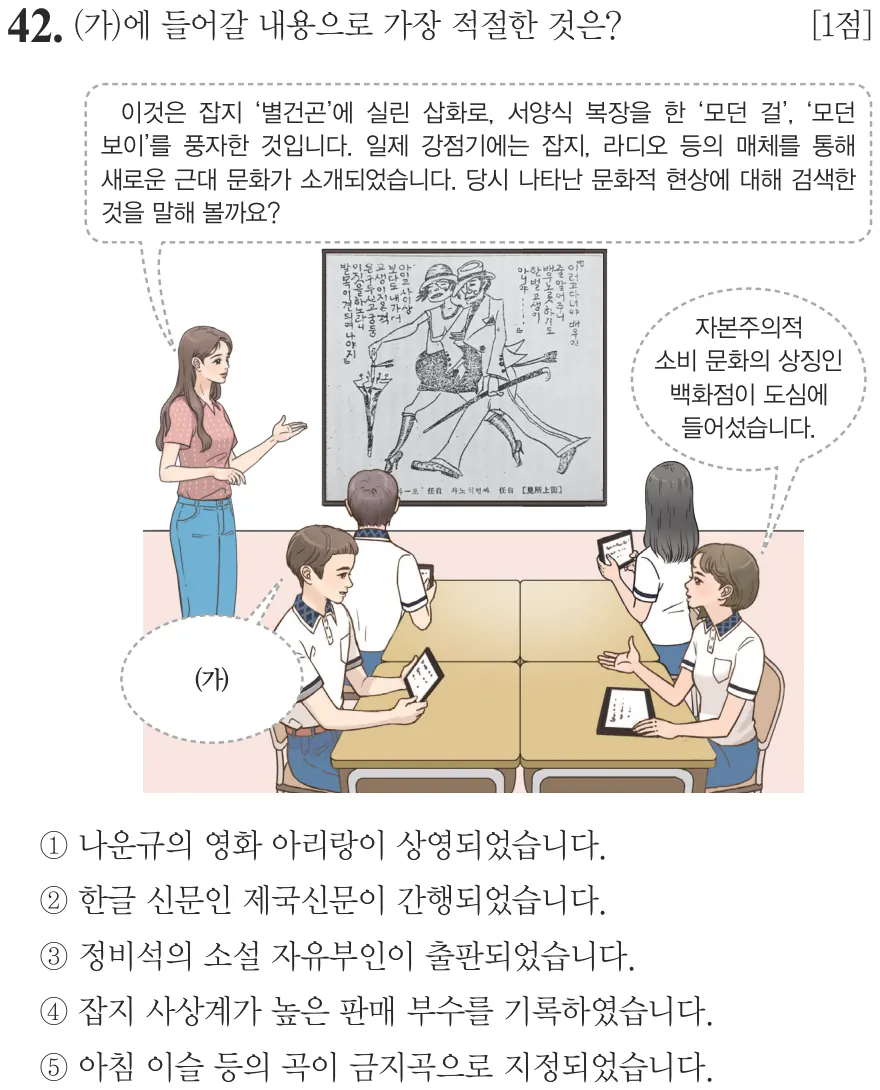 42. (가)에 들어갈 내용으로 가장 적절한 것은? [1점]
이것은 잡지 ‘별건곤’에 실린 삽화로, 서양식 복장을 한 ‘모던 걸’, ‘모던
보이’를 풍자한 것입니다. 일제 강점기에는 잡지, 라디오 등의 매체를 통해
새로운 근대 문화가 소개되었습니다. 당시 나타난 문화적 현상에 대해 검색한
것을 말해 볼까요?
자본주의적
소비 문화의 상징인
백화점이 도심에
들어섰습니다.
(가)
① 나운규의 영화 아리랑이 상영되었습니다.
② 한글 신문인 제국신문이 간행되었습니다.
③ 정비석의 소설 자유부인이 출판되었습니다.
④ 잡지 사상계가 높은 판매 부수를 기록하였습니다.
⑤ 아침 이슬 등의 곡이 금지곡으로 지정되었습니다.